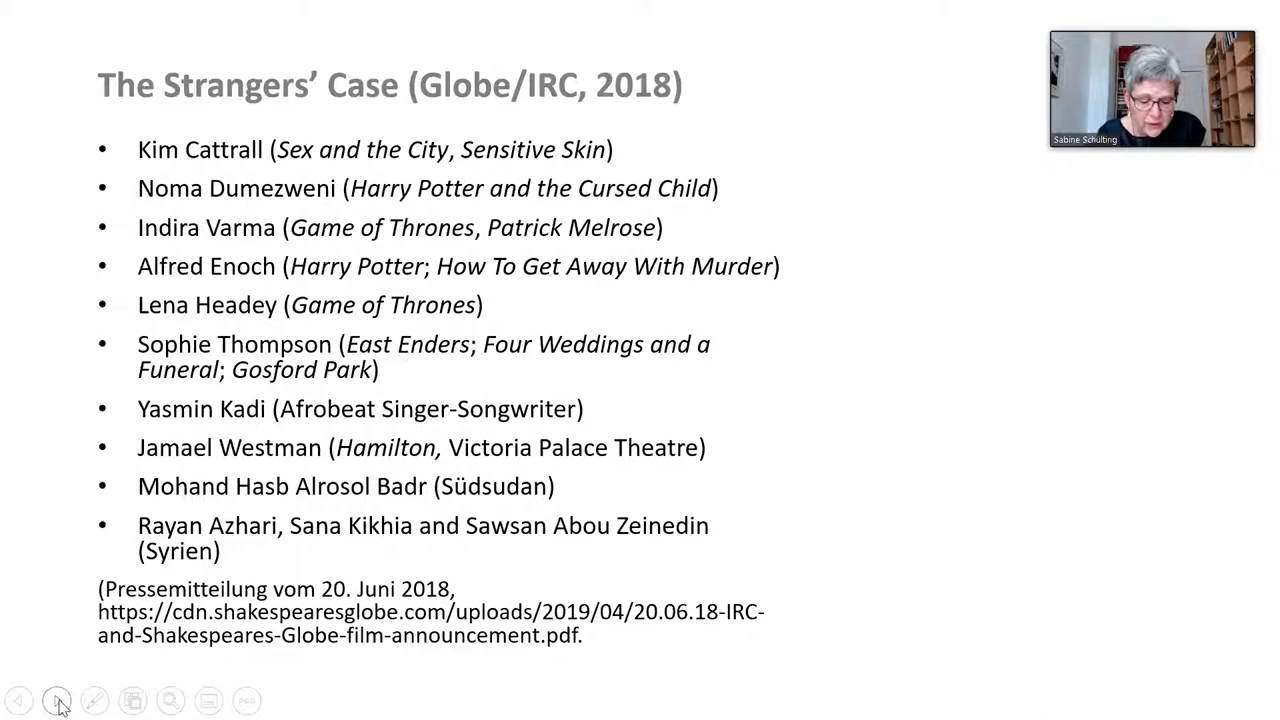 The Strangers’ Case (Globe/IRC, 2018)
Sabine Schülting
• Kim Cattrall (Sex and the City, Sensitive Skin)
• Noma Dumezweni (Harry Potter and the Cursed Child)
• Indira Varma (Game of Thrones, Patrick Melrose)
• Alfred Enoch (Harry Potter; How To Get Away With Murder)
• Lena Headey (Game of Thrones)
• Sophie Thompson (East Enders; Four Weddings and a
Funeral; Gosford Park)
• Yasmin Kadi (Afrobeat Singer-Songwriter)
• Jamael Westman (Hamilton, Victoria Palace Theatre)
• Mohand Hasb Alrosol Badr (Südsudan)
• Rayan Azhari, Sana Kikhia and Sawsan Abou Zeinedin
(Syrien)
(Pressemitteilung vom 20. Juni 2018,
https://cdn.shakespearesglobe.com/uploads/2019/04/20.06.18-IRC-
and-Shakespeares-Globe-film-announcement.pdf.